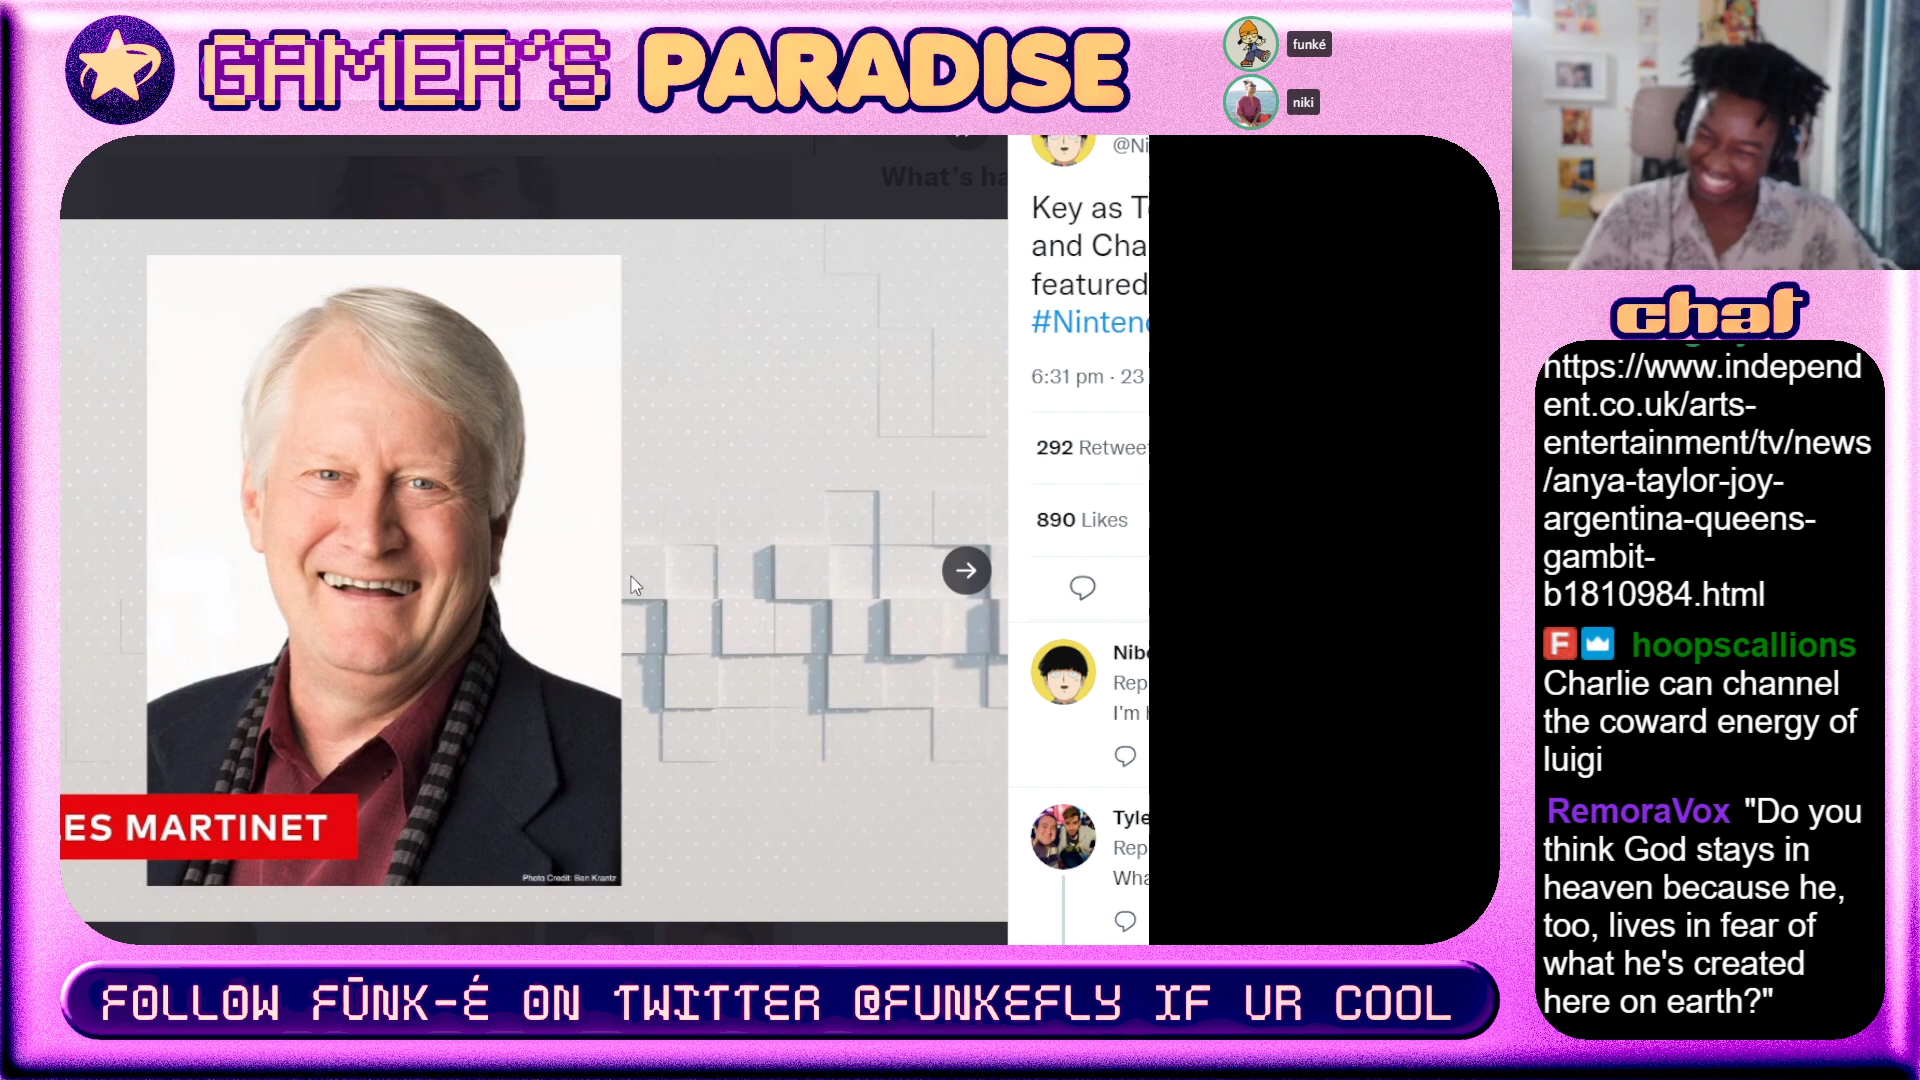 GAMER'S PARADISE
funké
niki
What's ha
@Ni
Key as T
and Cha
featured
#Ninten
6:31 pm · 23
292 Retwee
890 Likes
Nib
Rep
I'm
Tyle
Rep
Wha
ES MARTINET
Photo Credit: Ben Krantz
FOLLOW FŪNK-É ON TWITTER @FUNKEFLY IF UR COOL
chat
https://www.independ
ent.co.uk/arts-
entertainment/tv/news
/anya-taylor-joy-
argentina-queens-
gambit-
b1810984.html
F hoopscallions
Charlie can channel
the coward energy of
luigi
RemoraVox "Do you
think God stays in
heaven because he,
too, lives in fear of
what he's created
here on earth?"